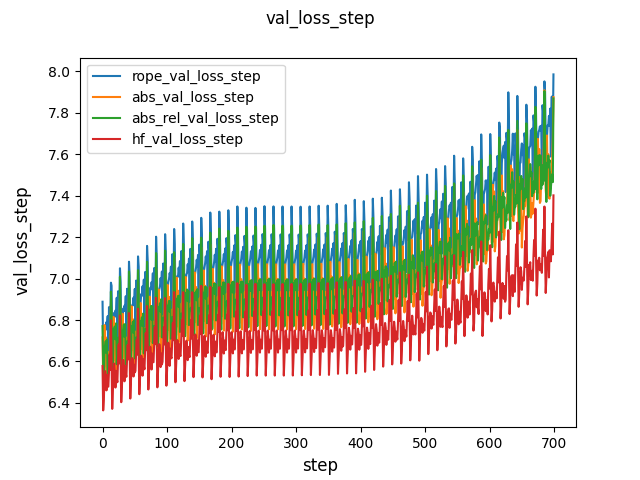 val_loss_step
8.0
7.8
7.6
7.4
7.2
7.0
6.8
6.6
6.4
val_loss_step
rope_val_loss_step
abs_val_loss_step
abs_rel_val_loss_step
hf_val_loss_step
0 100 200 300 400 500 600 700
step